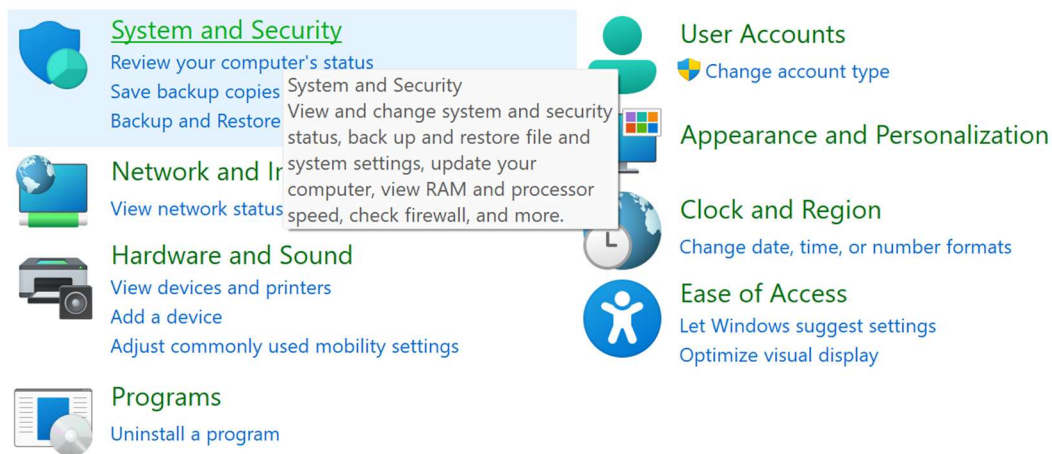 System and Security
Review your computer's status
Save backup copies
Backup and Restore
System and Security
View and change system and security
status, back up and restore file and
system settings, update your
computer, view RAM and processor
speed, check firewall, and more.
Network and
View network status
Hardware and Sound
View devices and printers
Add a device
Adjust commonly used mobility settings
Programs
Uninstall a program
User Accounts
Change account type
Appearance and Personalization
Clock and Region
Change date, time, or number formats
Ease of Access
Let Windows suggest settings
Optimize visual display